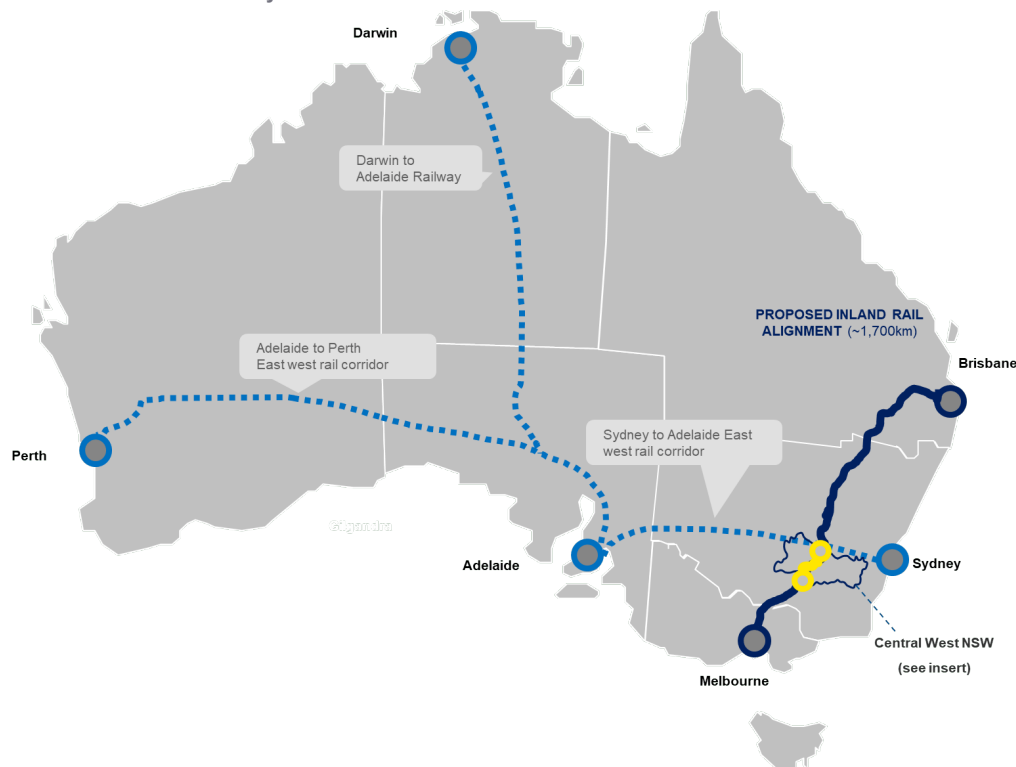 Darwin
Darwin to
Adelaide Railway
PROPOSED INLAND RAIL
ALIGNMENT (~1,700km)
Adelaide to Perth
East west rail corridor
Brisbane
Sydney to Adelaide East
west rail corridor
Perth
Gilgandra
Adelaide
Sydney
Central West NSW
(see insert)
Melbourne